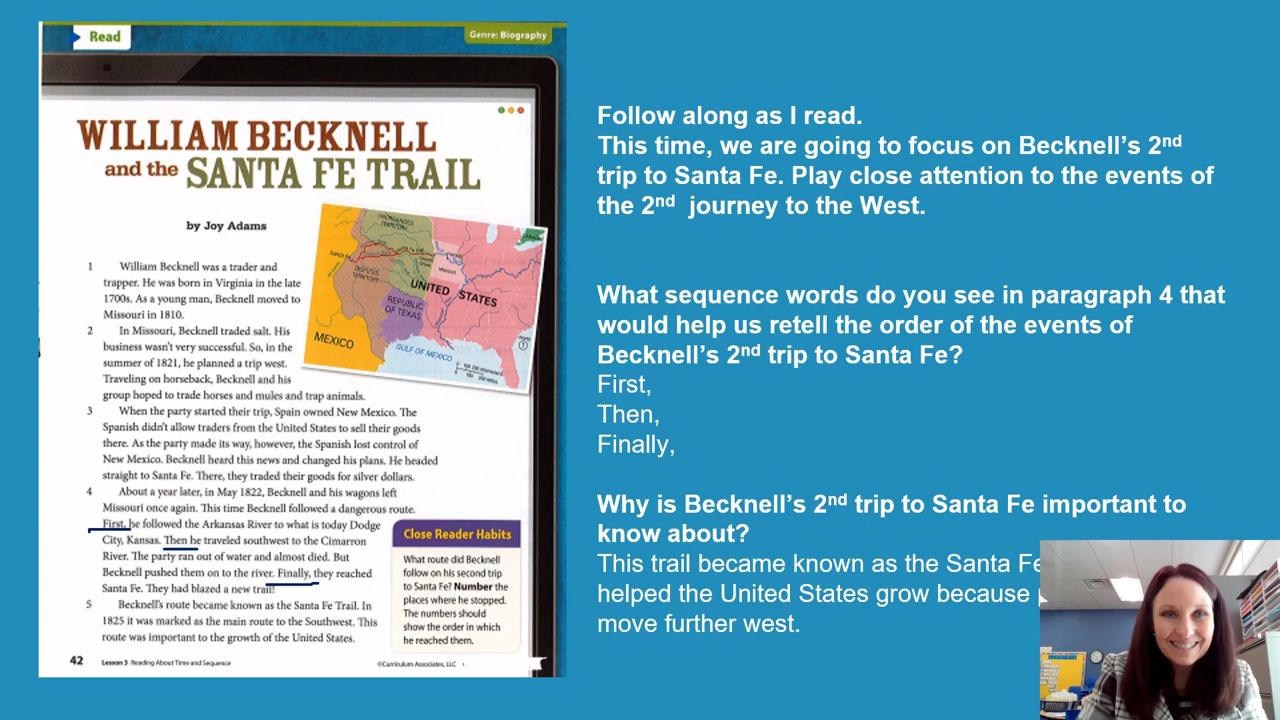 Read
Genre: Biography
WILLIAM BECKNELL
and the SANTA FE TRAIL
by Joy Adams
UNORGANIZED
TERRITORY
DISPUTED
TERRITORY
Missouri
UNITED STATES
REPUBLIC
OF TEXAS
MEXICO
GULF OF MEXICO
1 William Becknell was a trader and
trapper. He was born in Virginia in the late
1700s. As a young man, Becknell moved to
Missouri in 1810.
2 In Missouri, Becknell traded salt. His
business wasn't very successful. So, in the
summer of 1821, he planned a trip west.
Traveling on horseback, Becknell and his
group hoped to trade horses and mules and trap animals.
3 When the party started their trip, Spain owned New Mexico. The
Spanish didn't allow traders from the United States to sell their goods
there. As the party made its way, however, the Spanish lost control of
New Mexico. Becknell heard this news and changed his plans. He headed
straight to Santa Fe. There, they traded their goods for silver dollars.
4 About a year later, in May 1822, Becknell and his wagons left
Missouri once again. This time Becknell followed a dangerous route.
First, he followed the Arkansas River to what is today Dodge
City, Kansas. Then he traveled southwest to the Cimarron
River. The party ran out of water and almost died. But
Becknell pushed them on to the river. Finally, they reached
Santa Fe. They had blazed a new trail!
5 Becknell's route became known as the Santa Fe Trail. In
1825 it was marked as the main route to the Southwest. This
route was important to the growth of the United States.
Close Reader Habits
What route did Becknell
follow on his second trip
to Santa Fe? Number the
places where he stopped.
The numbers should
show the order in which
he reached them.
42 Lesson 3 Reading About Time and Sequence
©Curriculum Associates, LLC
Follow along as I read.
This time, we are going to focus on Becknell's 2nd
trip to Santa Fe. Play close attention to the events of
the 2nd journey to the West.
What sequence words do you see in paragraph 4 that
would help us retell the order of the events of
Becknell's 2nd trip to Santa Fe?
First,
Then,
Finally,
Why is Becknell's 2nd trip to Santa Fe important to
know about?
This trail became known as the Santa Fe
helped the United States grow because
move further west.